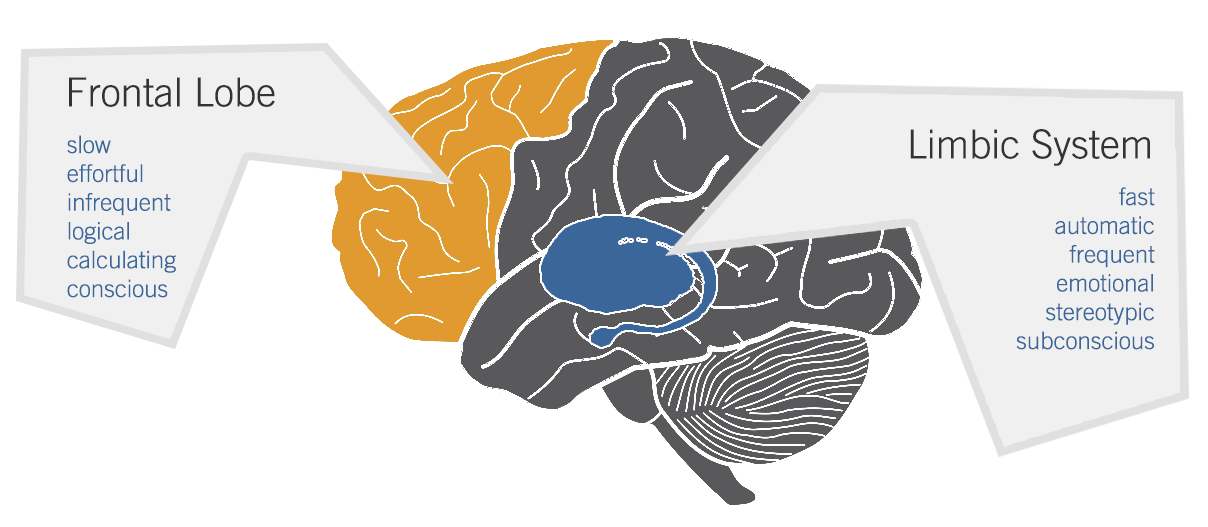 Frontal Lobe
slow
effortful
infrequent
logical
calculating
conscious
Limbic System
fast
automatic
frequent
emotional
stereotypic
subconscious